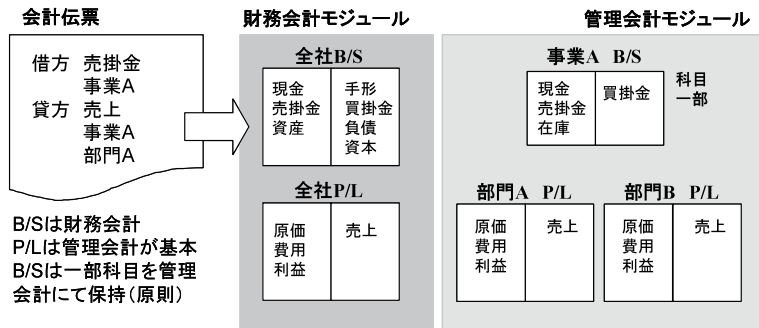 会計伝票
借方 売掛金
事業A
貸方 売上
事業A
部門A
B/Sは財務会計
P/Lは管理会計が基本
B/Sは一部科目を管理
会計にて保持（原則）
財務会計モジュール
全社B/S
現金
売掛金
資産
手形
買掛金
負債
資本
全社P/L
原価
費用
利益
売上
管理会計モジュール
事業A B/S
現金
売掛金
在庫
買掛金
科目
一部
部門A P/L
原価
費用
利益
売上
部門B P/L
原価
費用
利益
売上